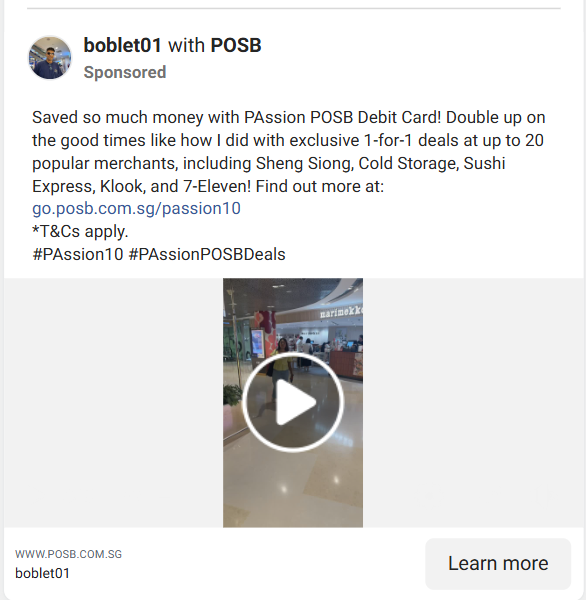 boblet01 with POSB
Sponsored
Saved so much money with PAssion POSB Debit Card! Double up on
the good times like how I did with exclusive 1-for-1 deals at up to 20
popular merchants, including Sheng Siong, Cold Storage, Sushi
Express, Klook, and 7-Eleven! Find out more at:
go.posb.com.sg/passion10
*T&Cs apply.
#PAssion10 #PAssionPOSBDeals
marimekko
WWW.POSB.COM.SG
boblet01
Learn more